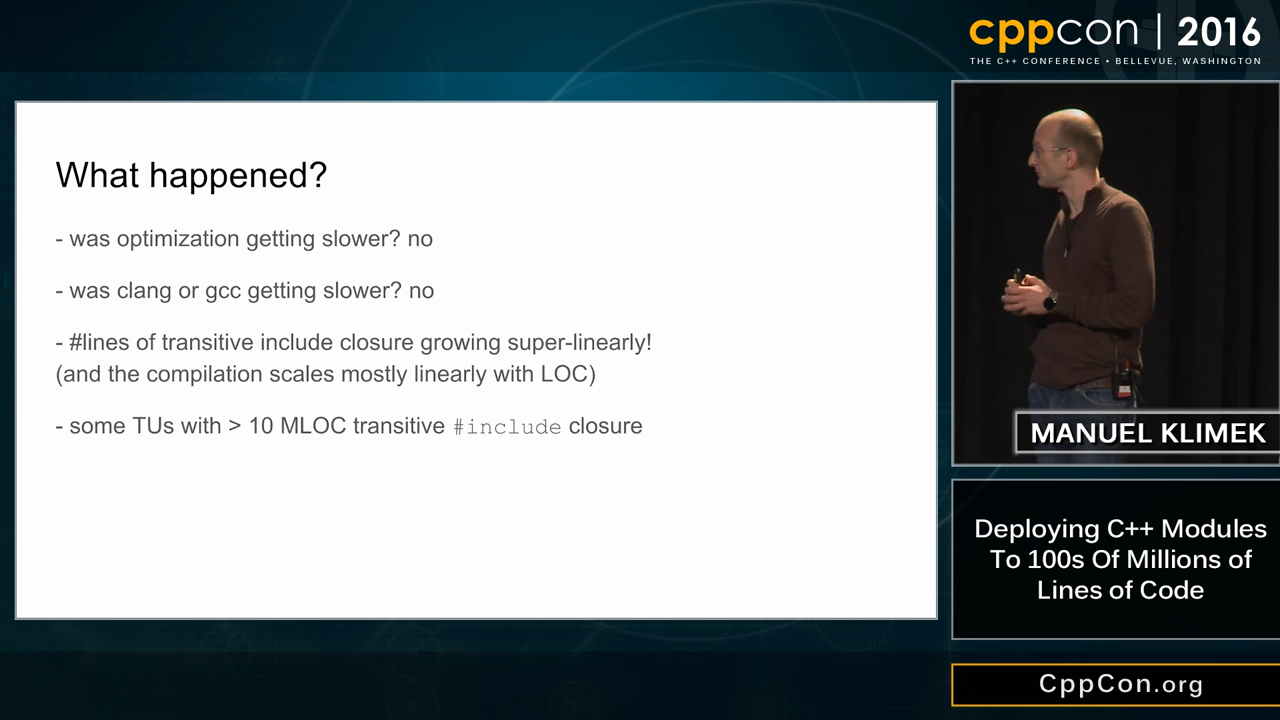 cppcon | 2016
THE C++ CONFERENCE • BELLEVUE, WASHINGTON
What happened?
- was optimization getting slower? no
- was clang or gcc getting slower? no
- #lines of transitive include closure growing super-linearly!
(and the compilation scales mostly linearly with LOC)
- some TUs with > 10 MLOC transitive #include closure
MANUEL KLIMEK
Deploying C++ Modules
To 100s Of Millions of
Lines of Code
CppCon.org